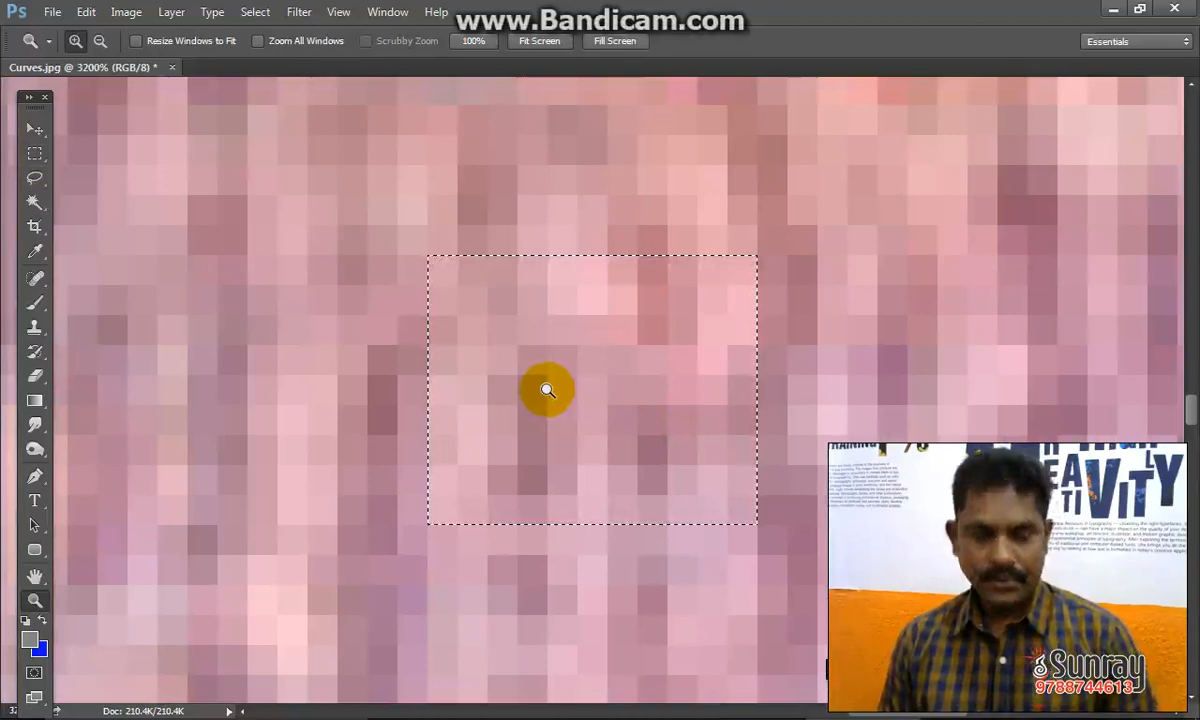 Ps File Edit Image Layer Type Select Filter View Window Help
www.Bandicam.com
Resize Windows to Fit Zoom All Windows Scrubby Zoom 100% Fit Screen Fill Screen Essentials
Curves.jpg @ 3200% (RGB/8) * ×
T
VITY
Sunray
9788744613
Doc: 210.4K/210.4K